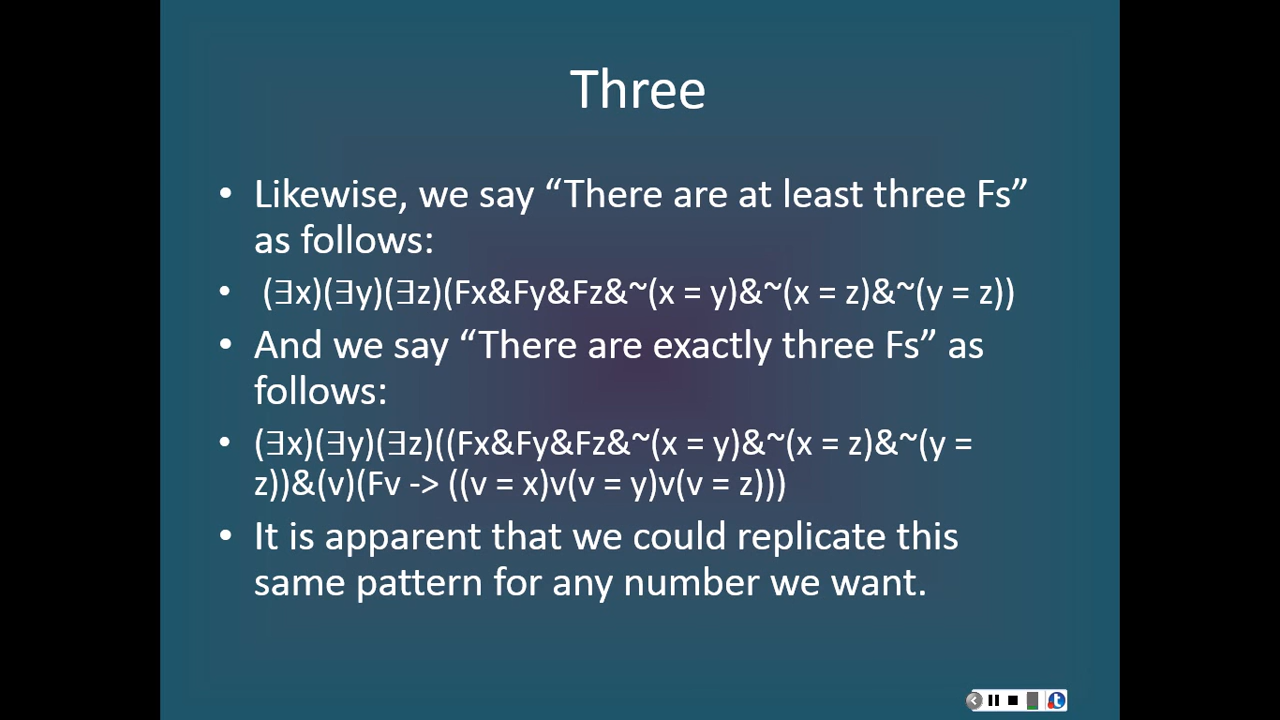 Three
• Likewise, we say “There are at least three Fs”
as follows:
• (∃x)(∃y)(∃z)(Fx&Fy&Fz&~(x = y)&~(x = z)&~(y = z))
• And we say “There are exactly three Fs” as
follows:
• (∃x)(∃y)(∃z)((Fx&Fy&Fz&~(x = y)&~(x = z)&~(y =
z))&(v)(Fv -> ((v = x)v(v = y)v(v = z)))
• It is apparent that we could replicate this
same pattern for any number we want.
t